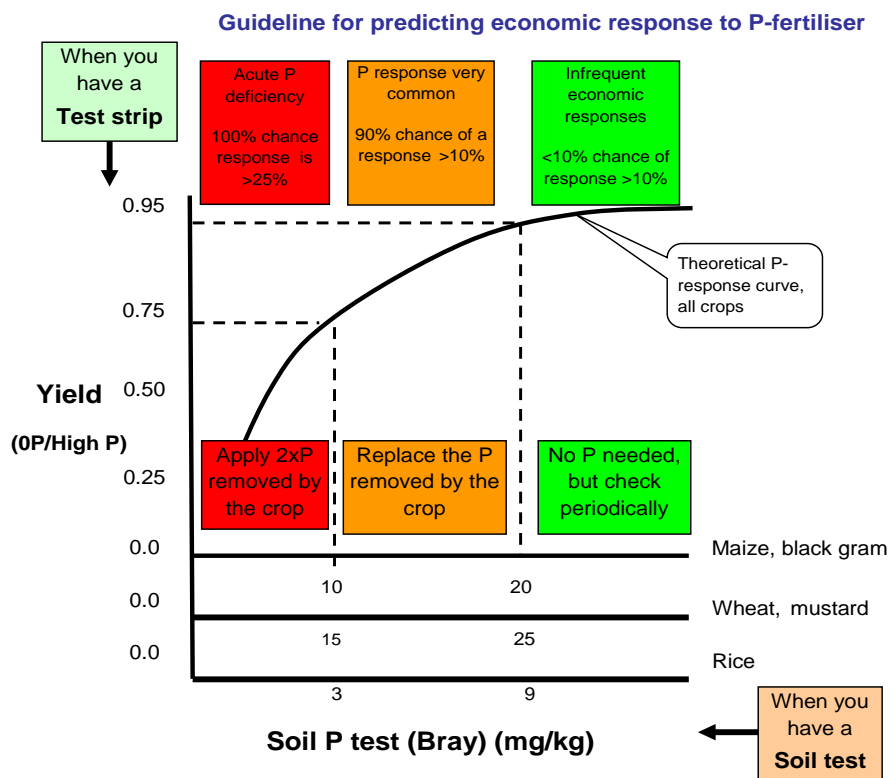 Guideline for predicting economic response to P-fertiliser
When you
have a
Test strip
Acute P
deficiency
100% chance
response is
>25%
P response very
common
90% chance of a
response >10%
Infrequent
economic
responses
<10% chance of
response >10%
0.95
0.75
0.50
0.25
0.0
0.0
0.0
Yield
(0P/High P)
Theoretical P-
response curve,
all crops
Apply 2xP
removed by
the crop
Replace the P
removed by the
crop
No P needed,
but check
periodically
Maize, black gram
10 20
Wheat, mustard
15 25
Rice
3 9
Soil P test (Bray) (mg/kg)
When you
have a
Soil test